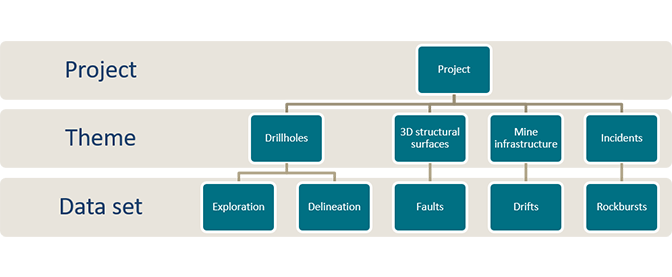 Project
Project
Theme
Drillholes
3D structural
surfaces
Mine
infrastructure
Incidents
Data set
Exploration
Delineation
Faults
Drifts
Rockbursts